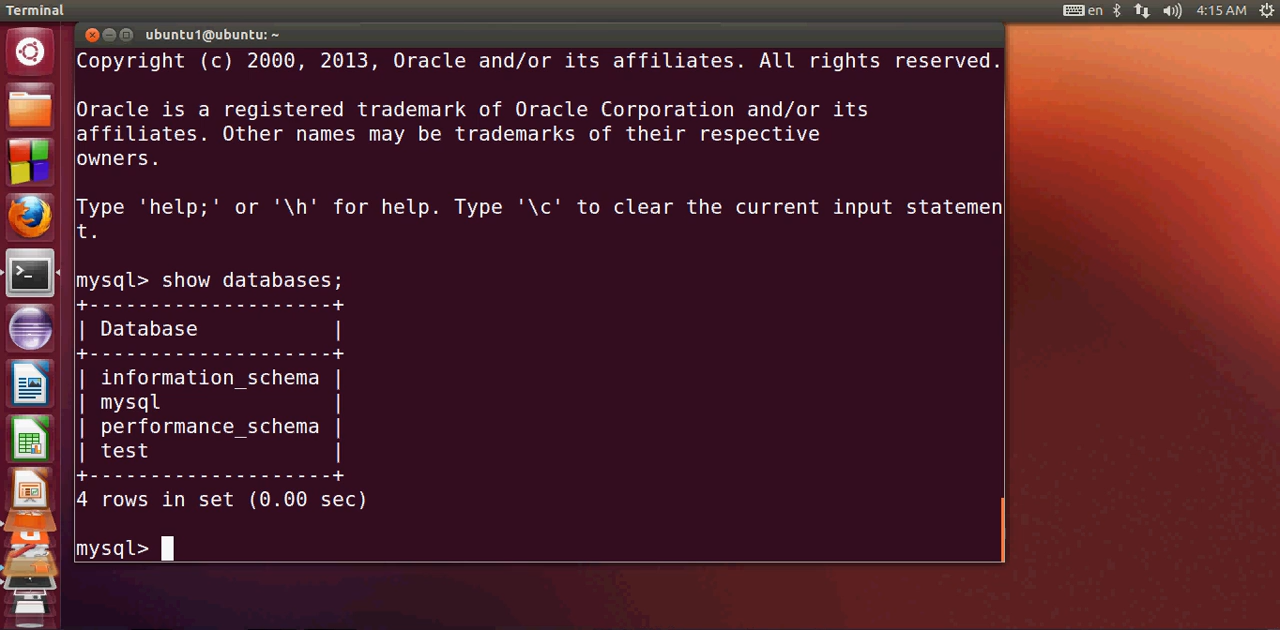 Terminal
en
4:15 AM
ubuntu1@ubuntu: ~
Copyright (c) 2000, 2013, Oracle and/or its affiliates. All rights reserved.
Oracle is a registered trademark of Oracle Corporation and/or its
affiliates. Other names may be trademarks of their respective
owners.
Type 'help;' or '\h' for help. Type '\c' to clear the current input statemen
t.
mysql> show databases;
+--------------------+
| Database           |
+--------------------+
| information_schema |
| mysql              |
| performance_schema |
| test               |
+--------------------+
4 rows in set (0.00 sec)
mysql>